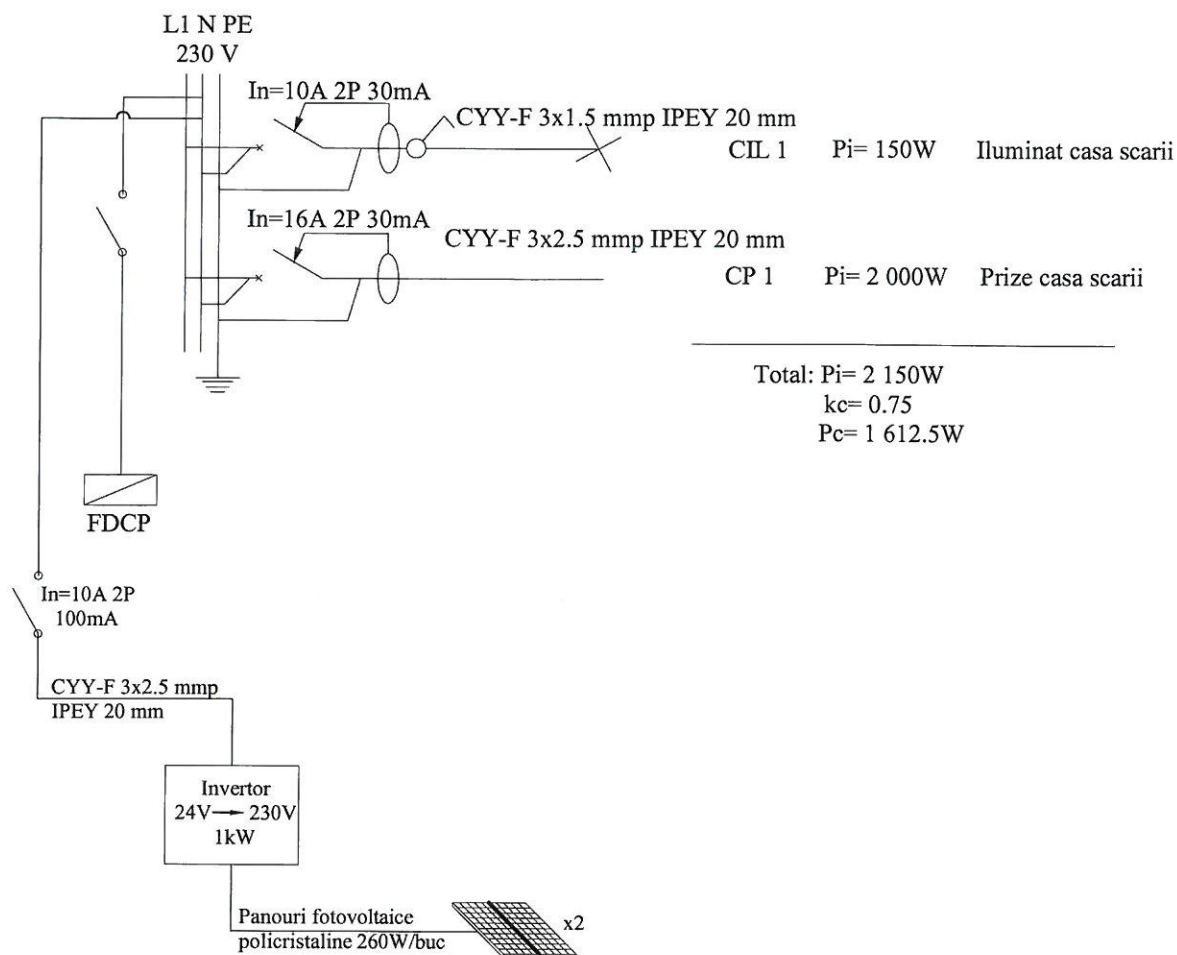 L1 N PE
230 V
In=10A 2P 30mA
CYY-F 3x1.5 mmp IPEY 20 mm
CIL 1 Pi= 150W Iluminat casa scarii
In=16A 2P 30mA
CYY-F 3x2.5 mmp IPEY 20 mm
CP 1 Pi= 2 000W Prize casa scarii
Total: Pi= 2 150W
kc= 0.75
Pc= 1 612.5W
FDCP
In=10A 2P
100mA
CYY-F 3x2.5 mmp
IPEY 20 mm
Invertor
24V → 230V
1kW
Panouri fotovoltaice
policristaline 260W/buc
x2